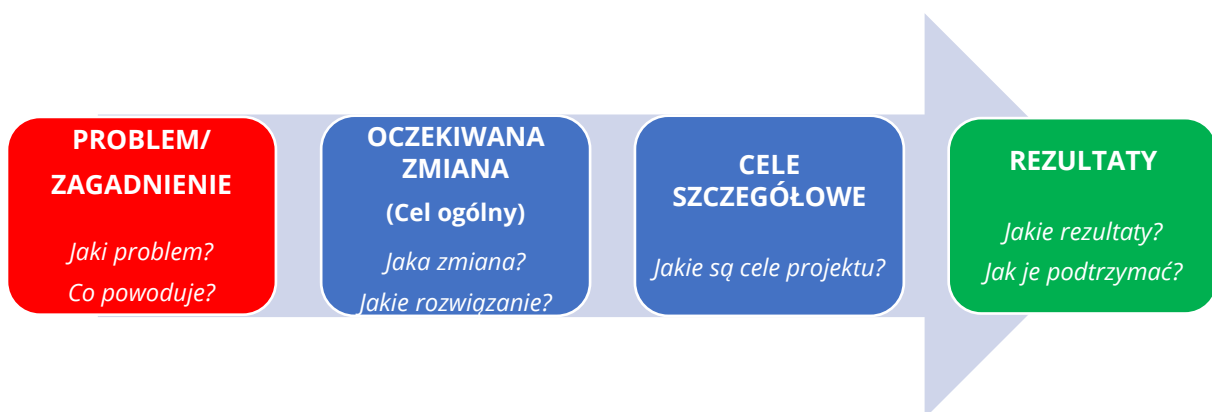 PROBLEM/
ZAGADNIENIE
Jaki problem?
Co powoduje?
OCZEKIWANA
ZMIANA
(Cel ogólny)
Jaka zmiana?
Jakie rozwiązanie?
CELE
SZCZEGÓŁOWE
Jakie są cele projektu?
REZULTATY
Jakie rezultaty?
Jak je podtrzymać?